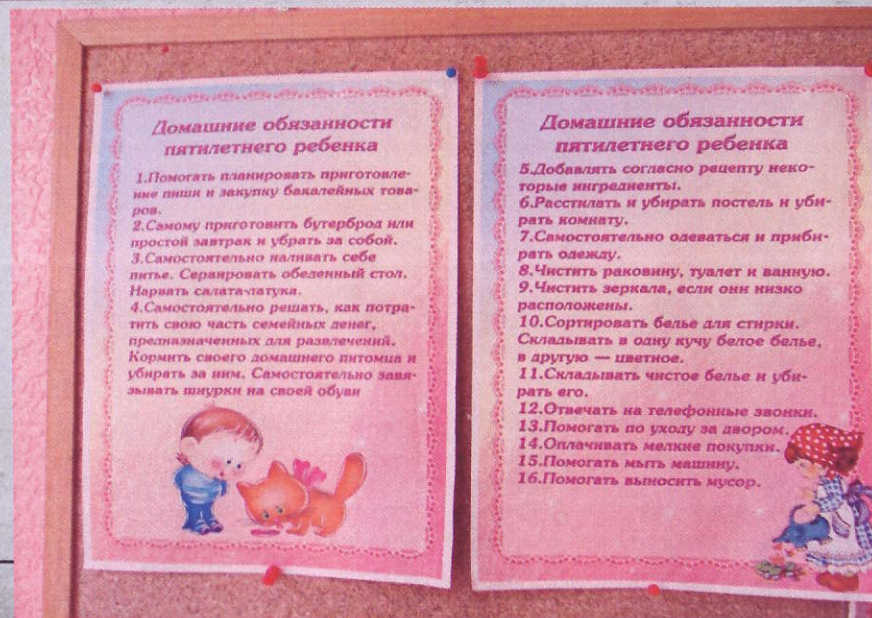 Домашние обязанности
пятилетнего ребенка
1.Помогать планировать приготовле-
ние пищи и закупку бакалейных това-
ров.
2.Самому приготовить бутерброд или
простой завтрак и убрать за собой.
3.Самостоятельно наливать себе
питье. Сервировать обеденный стол.
Нарвать салата-латука.
4.Самостоятельно решать, как потра-
тить свою часть семейных денег,
предназначенных для развлечений.
Кормить своего домашнего питомца и
убирать за ним. Самостоятельно завя-
зывать шнурки на своей обуви
Домашние обязанности
пятилетнего ребенка
5.Добавлять согласно рецепту неко-
торые ингредиенты.
6.Расстилать и убирать постель и уби-
рать комнату.
7.Самостоятельно одеваться и приби-
рать одежду.
8.Чистить раковину, туалет и ванную.
9.Чистить зеркала, если они низко
расположены.
10.Сортировать белье для стирки.
Складывать в одну кучу белое белье,
в другую — цветное.
11.Складывать чистое белье и уби-
рать его.
12.Отвечать на телефонные звонки.
13.Помогать по уходу за двором.
14.Оплачивать мелкие покупки.
15.Помогать мыть машину.
16.Помогать выносить мусор.